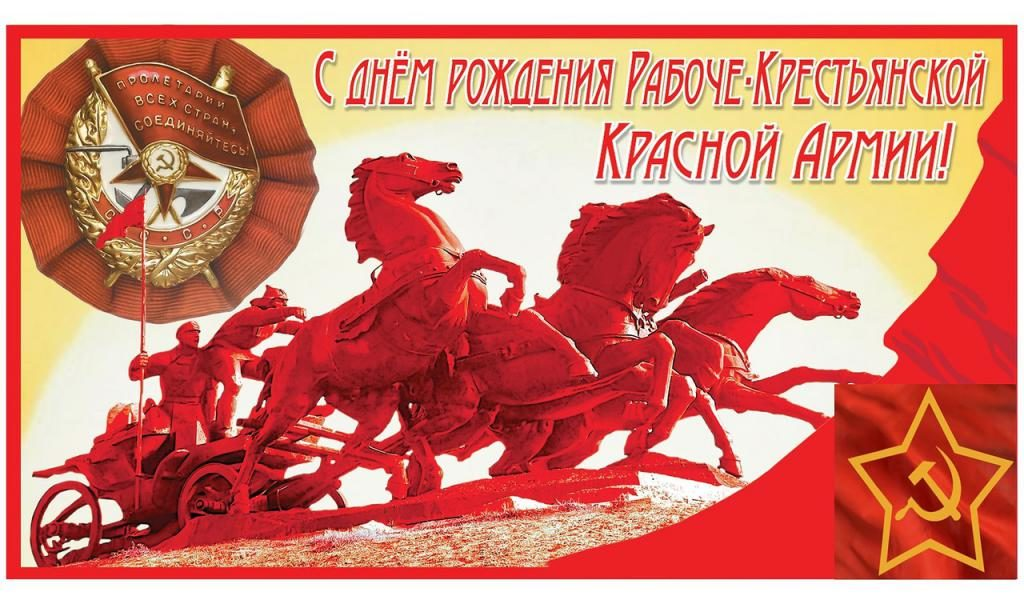 С днём рождения Рабоче-Крестьянской
Красной Армии!
ПРОЛЕТАРИИ
ВСЕХ СТРАН,
СОЕДИНЯЙТЕСЬ!
С.С.Р.